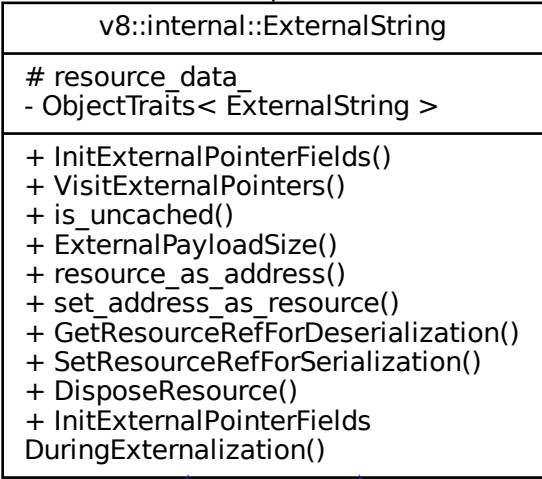 v8::internal::ExternalString
# resource_data_
- ObjectTraits< ExternalString >
+ InitExternalPointerFields()
+ VisitExternalPointers()
+ is_uncached()
+ ExternalPayloadSize()
+ resource_as_address()
+ set_address_as_resource()
+ GetResourceRefForDeserialization()
+ SetResourceRefForSerialization()
+ DisposeResource()
+ InitExternalPointerFields
DuringExternalization()